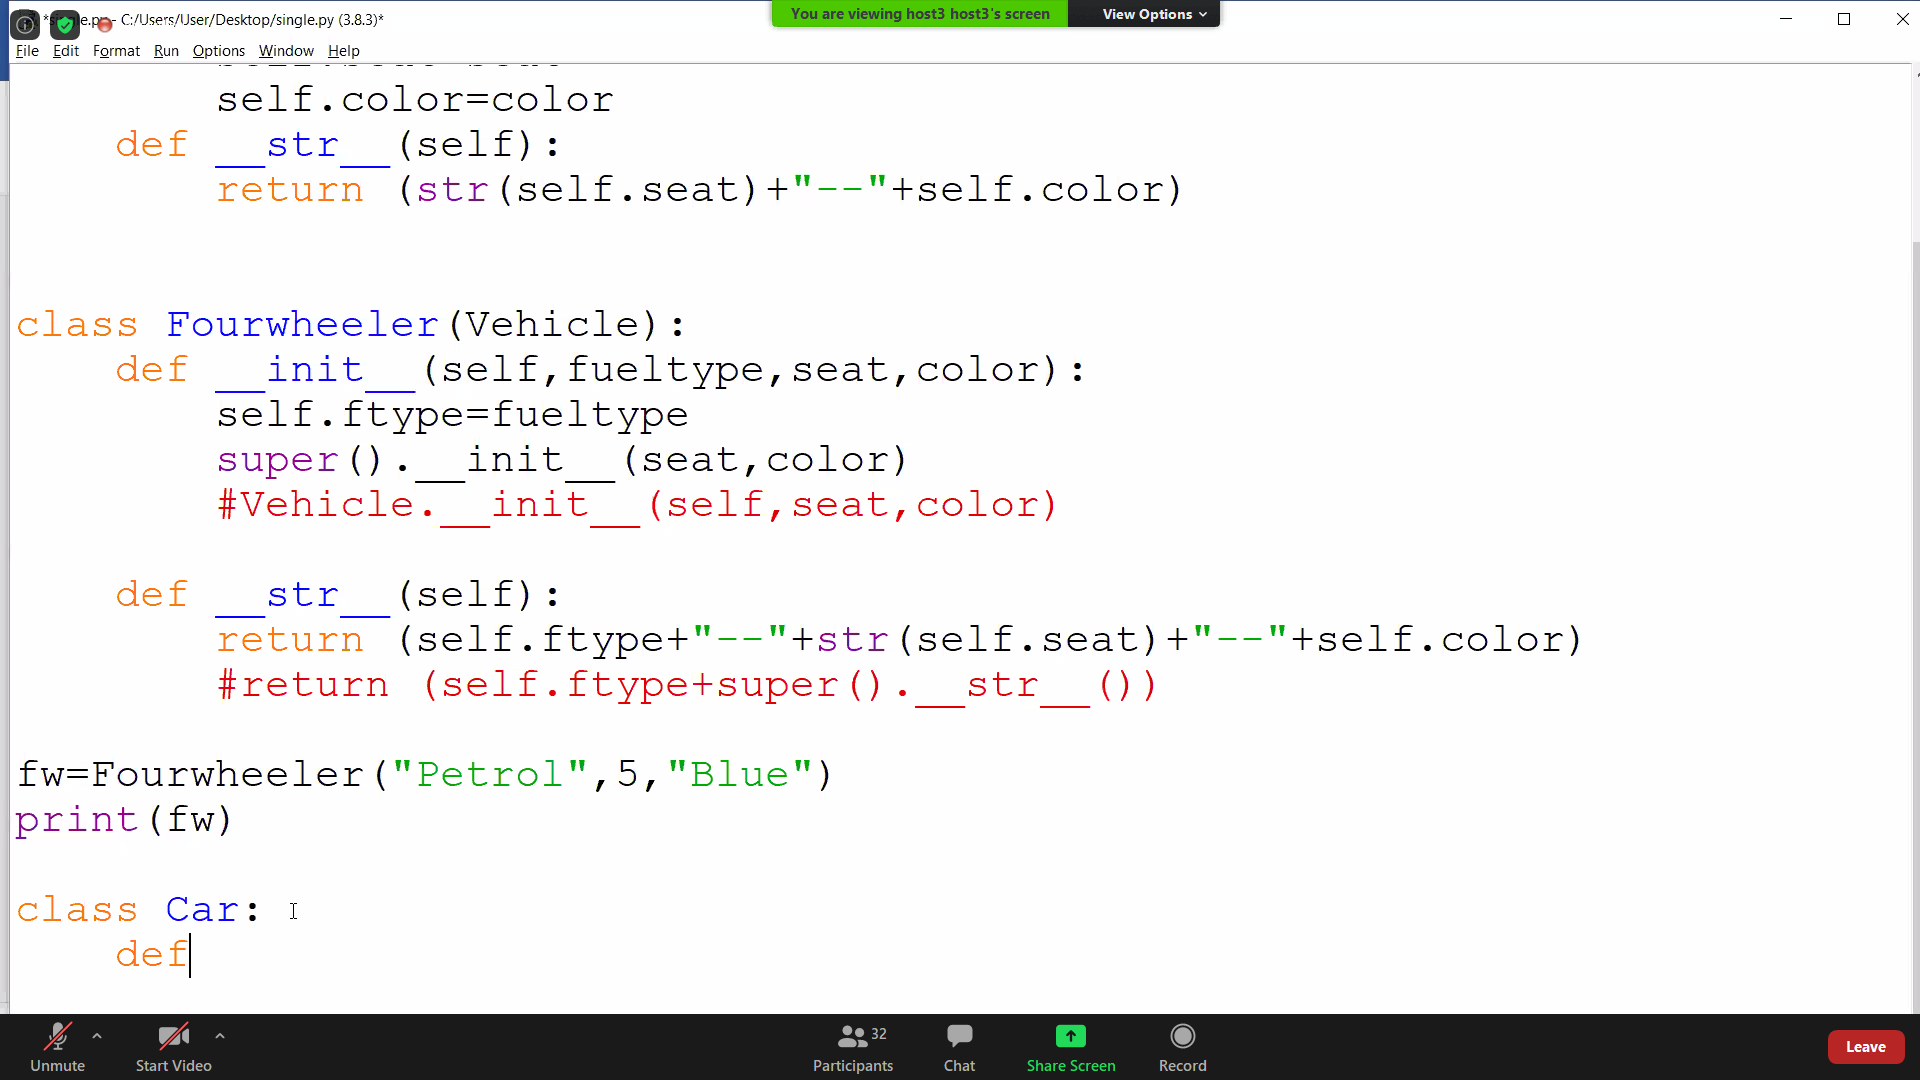 C:/Users/User/Desktop/single.py (3.8.3)*
You are viewing host3 host3's screen
View Options
File Edit Format Run Options Window Help
self.color=color
def __str__(self):
return (str(self.seat)+"--"+self.color)
class Fourwheeler(Vehicle):
def __init__(self,fueltype,seat,color):
self.ftype=fueltype
super().__init__(seat,color)
#Vehicle.__init__(self,seat,color)
def __str__(self):
return (self.ftype+"--"+str(self.seat)+"--"+self.color)
#return (self.ftype+super().__str__())
fw=Fourwheeler("Petrol",5,"Blue")
print(fw)
class Car:
def
Unmute
Start Video
32
Participants
Chat
Share Screen
Record
Leave